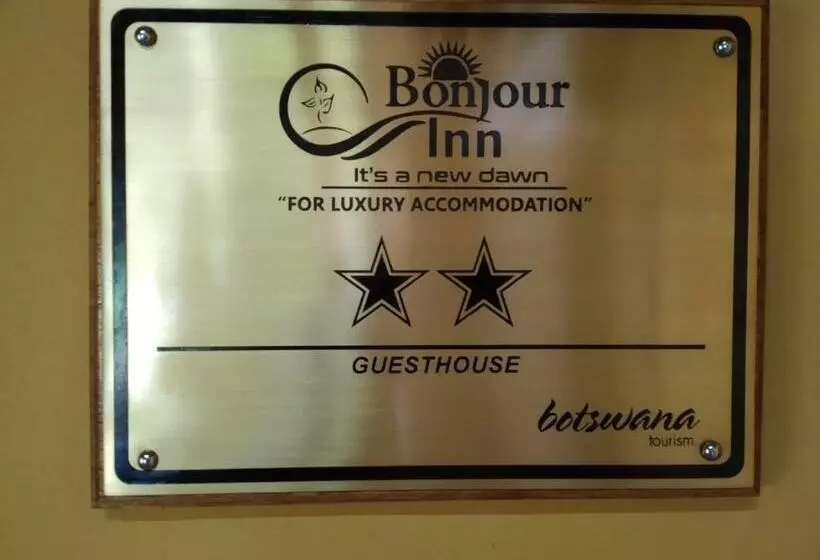 Bonjour
Inn
It's a new dawn
"FOR LUXURY ACCOMMODATION"
GUESTHOUSE
botswana
tourism